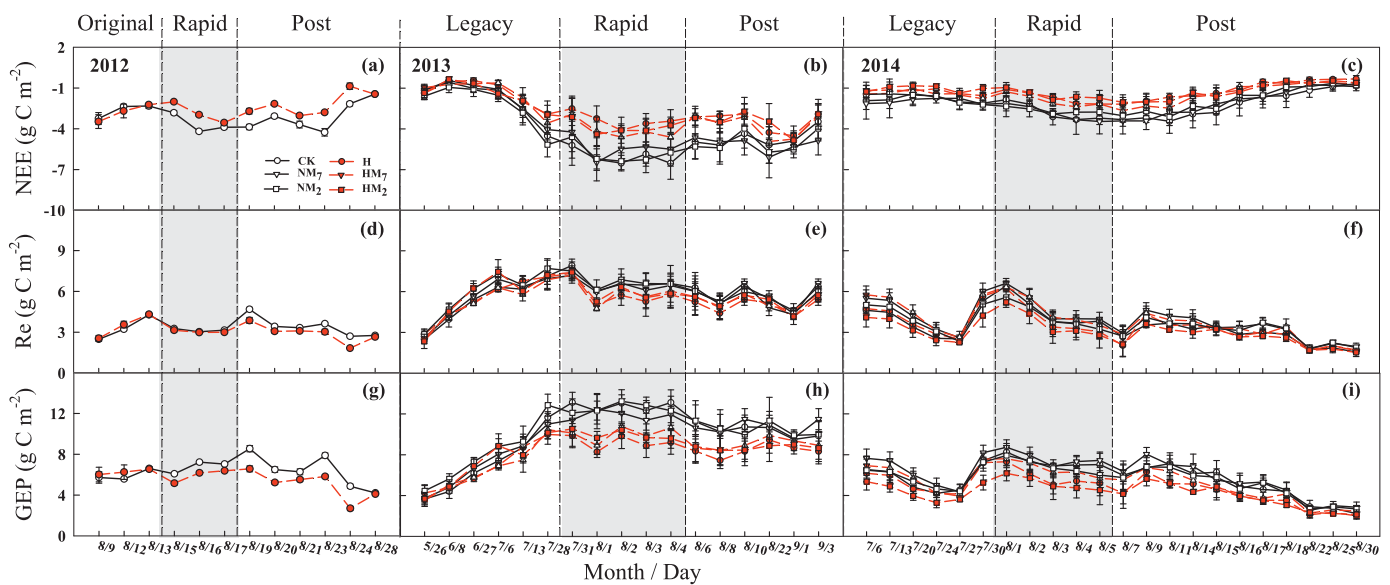 Original Rapid Post Legacy Rapid Post Legacy Rapid Post
NEE (g C m⁻²)
2
-1
-4
-7
-10
2012 (a)
2013 (b)
2014 (c)
CK H
NM₇ HM₇
NM₂ HM₂
Re (g C m⁻²)
9
6
3
0
(d) (e) (f)
GEP (g C m⁻²)
12
8
4
0
(g) (h) (i)
8/9 8/12 8/13 8/15 8/16 8/17 8/19 8/20 8/21 8/23 8/24 8/28 5/26 6/8 6/27 7/6 7/13 7/28 7/31 8/1 8/2 8/3 8/4 8/6 8/8 8/10 8/22 9/1 9/3 7/6 7/13 7/20 7/24 7/27 7/30 8/1 8/2 8/3 8/4 8/5 8/7 8/9 8/11 8/14 8/15 8/16 8/17 8/18 8/22 8/25 8/30
Month / Day